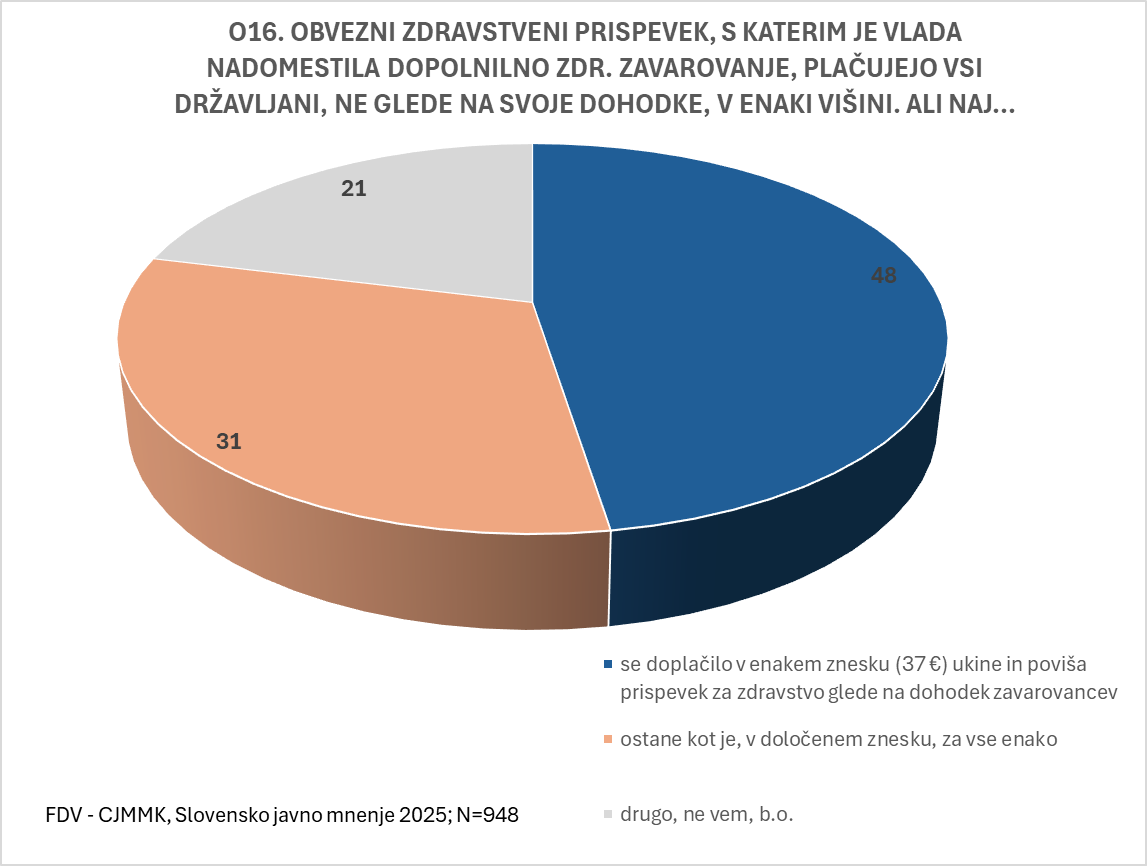 O16. OBVEZNI ZDRAVSTVENI PRISPEVEK, S KATERIM JE VLADA
NADOMESTILA DOPOLNILNO ZDR. ZAVAROVANJE, PLAČUJEJO VSI
DRŽAVLJANI, NE GLEDE NA SVOJE DOHODKE, V ENAKI VIŠINI. ALI NAJ...
21
48
31
se doplačilo v enakem znesku (37 €) ukine in poviša
prispevek za zdravstvo glede na dohodek zavarovancev
ostane kot je, v določenem znesku, za vse enako
drugo, ne vem, b.o.
FDV - CJMMK, Slovensko javno mnenje 2025; N=948